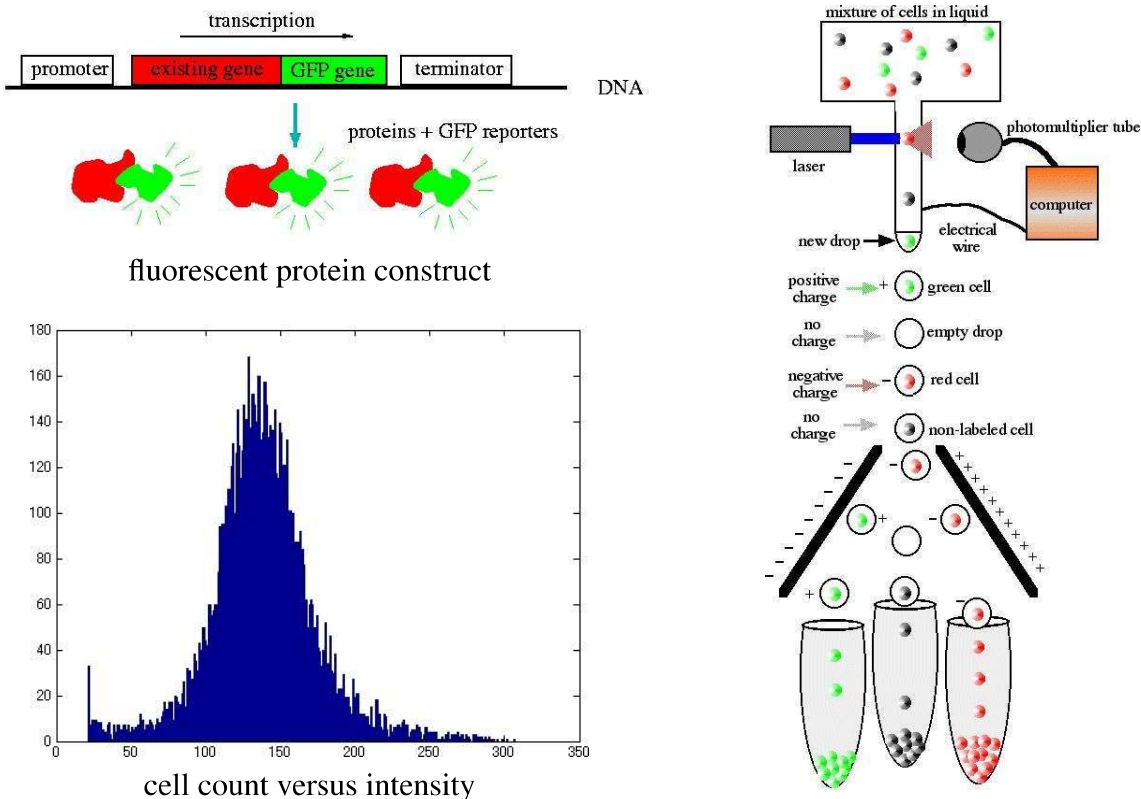 transcription
promoter existing gene GFP gene terminator
DNA
proteins + GFP reporters
fluorescent protein construct
180
160
140
120
100
80
60
40
20
0
0 50 100 150 200 250 300 350
cell count versus intensity
mixture of cells in liquid
laser
photomultiplier tube
computer
electrical
wire
new drop
positive
charge
+
green cell
no
charge
empty drop
negative
charge
−
red cell
no
charge
non-labeled cell
− − − − − − − − −
+ + + + + + + + + +
−
+
−
+
−